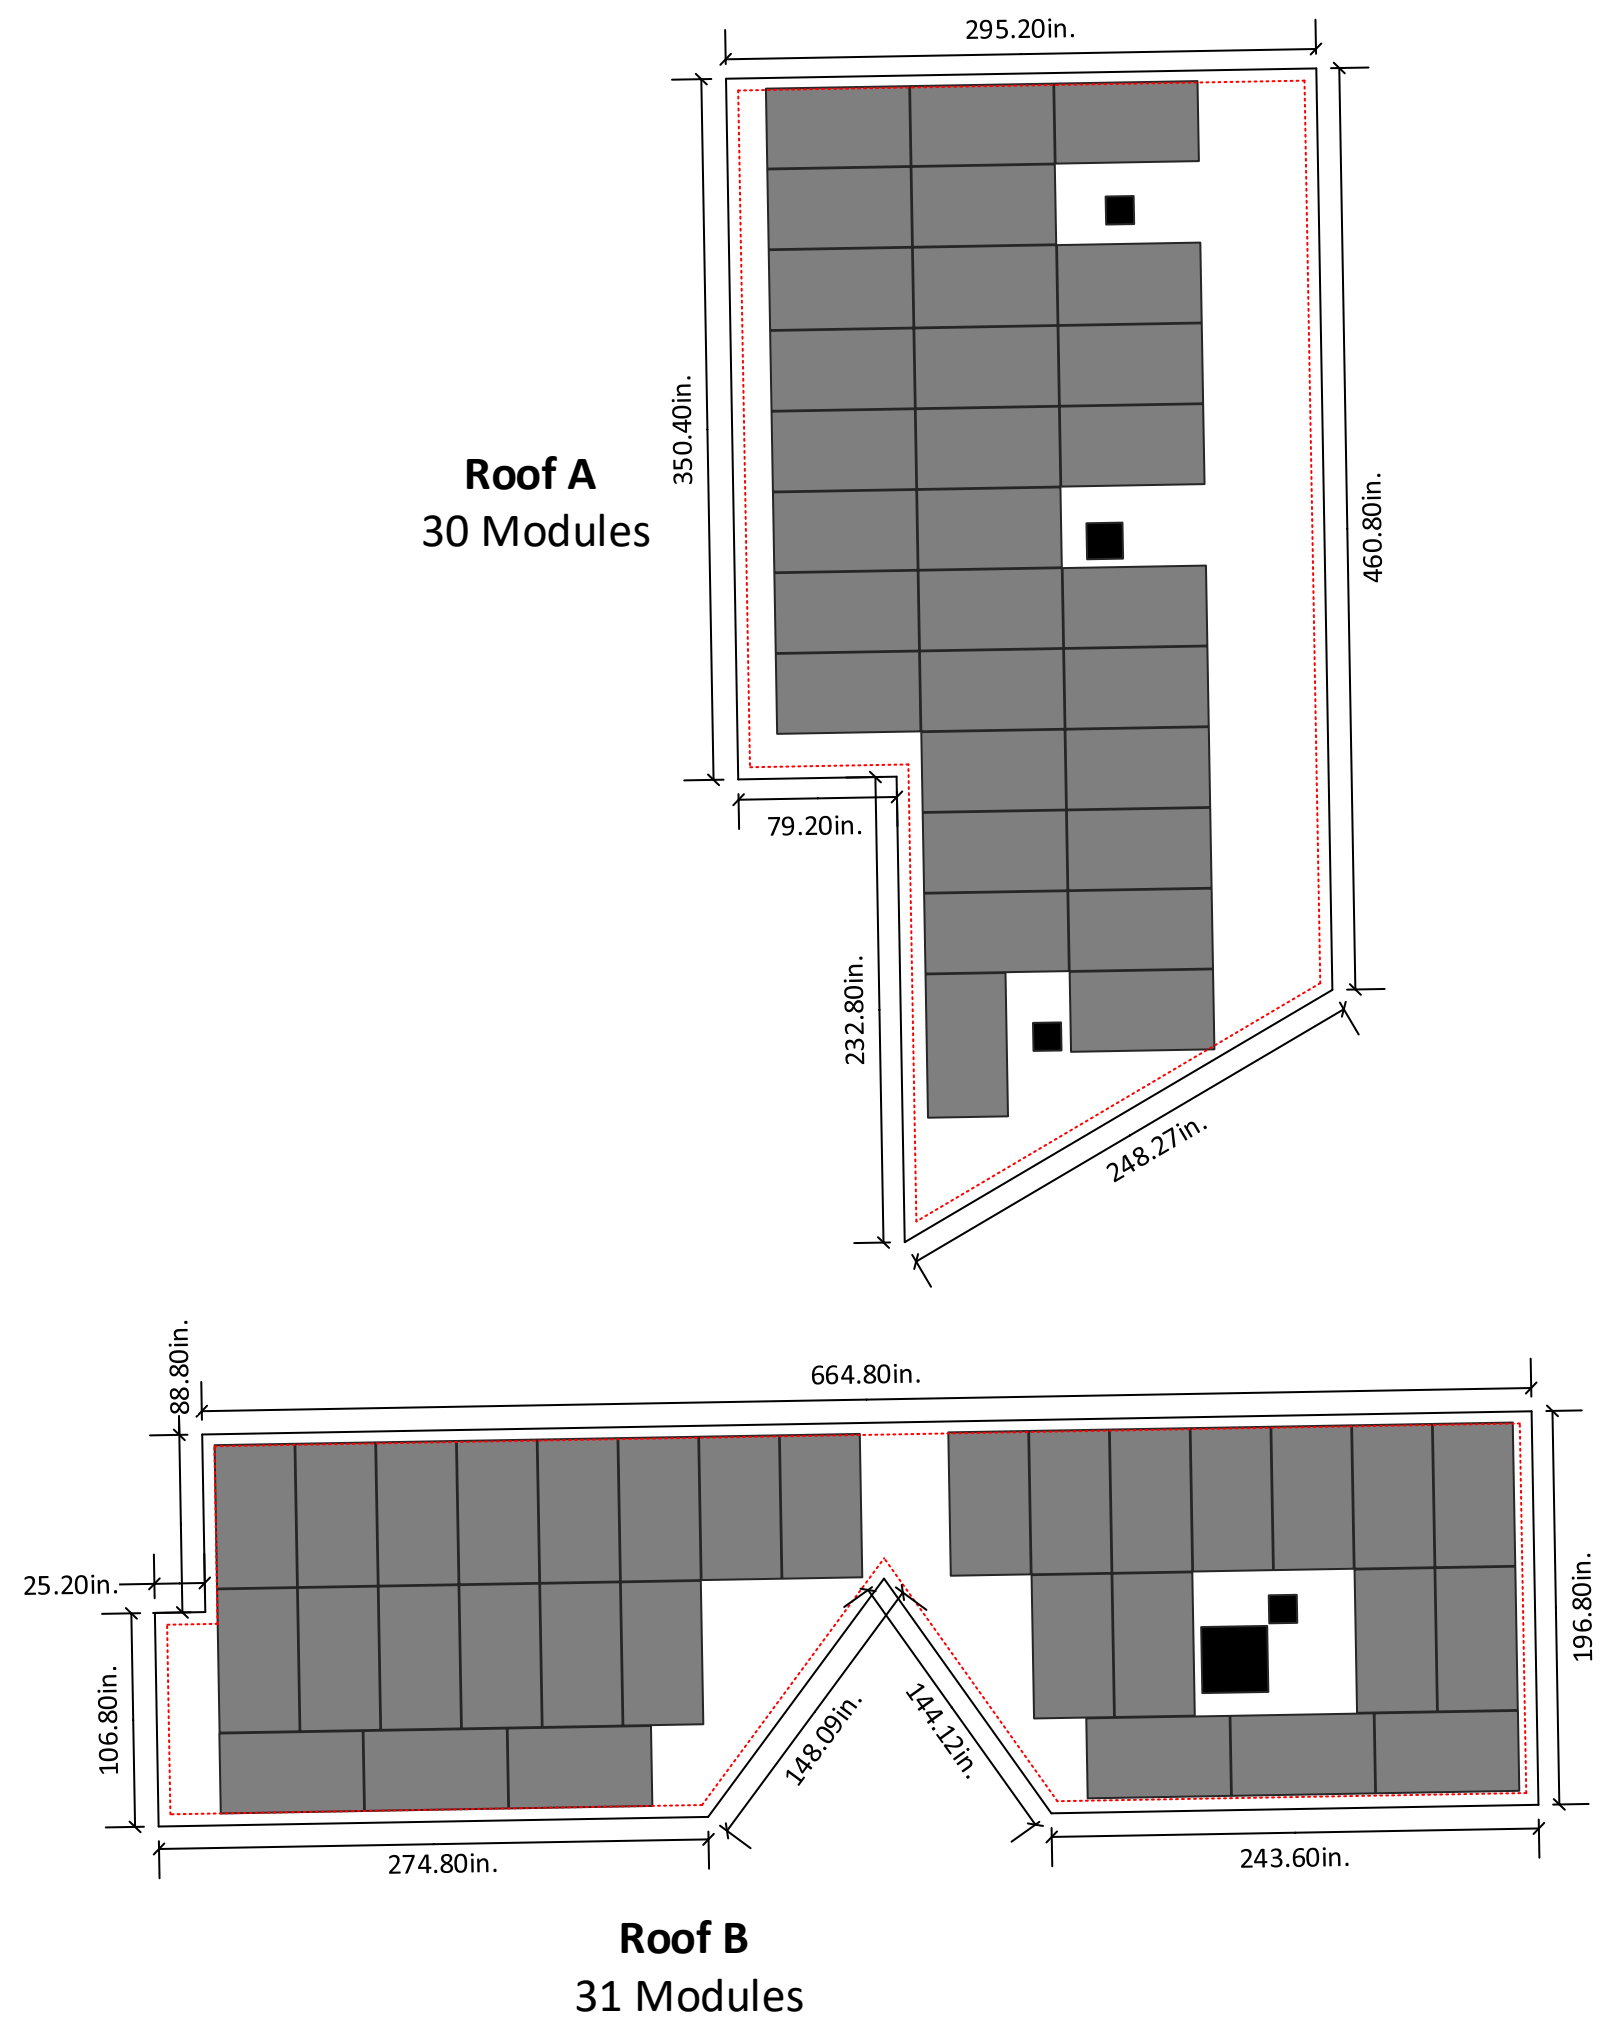 295.20in.
350.40in.
Roof A
30 Modules
460.80in.
79.20in.
232.80in.
248.27in.
88.80in.
664.80in.
25.20in.
196.80in.
106.80in.
148.09in.
144.12in.
274.80in.
243.60in.
Roof B
31 Modules